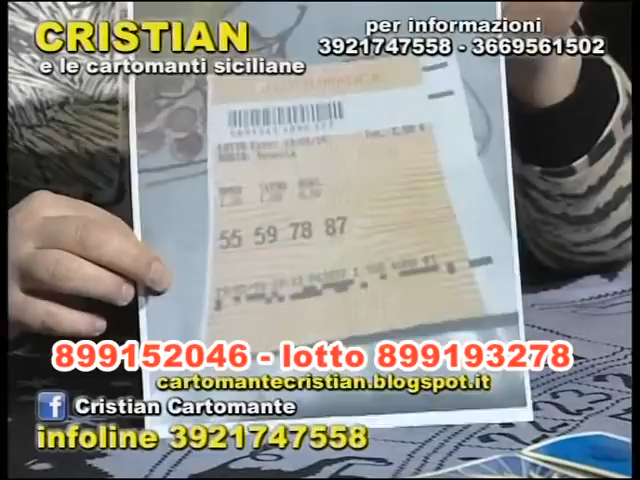 CRISTIAN
e le cartomanti siciliane
per informazioni
3921747558 - 3669561502
55 59 78 87
899152046 - lotto 899193278
cartomantecristian.blogspot.it
Cristian Cartomante
infoline 3921747558